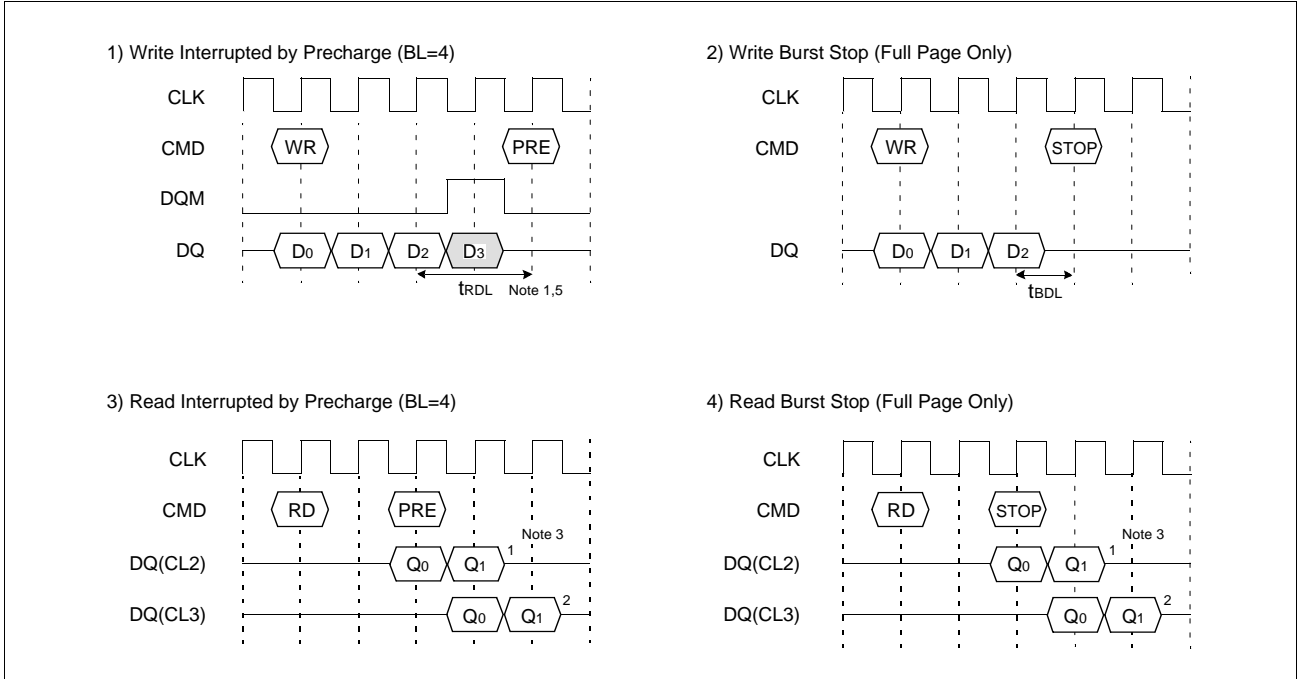 1) Write Interrupted by Precharge (BL=4)
CLK
CMD WR PRE
DQM
DQ D0 D1 D2 D3
tRDL Note 1,5
2) Write Burst Stop (Full Page Only)
CLK
CMD WR STOP
DQ D0 D1 D2
tBDL
3) Read Interrupted by Precharge (BL=4)
CLK
CMD RD PRE
Note 3
DQ(CL2) Q0 Q1 1
DQ(CL3) Q0 Q1 2
4) Read Burst Stop (Full Page Only)
CLK
CMD RD STOP
Note 3
DQ(CL2) Q0 Q1 1
DQ(CL3) Q0 Q1 2